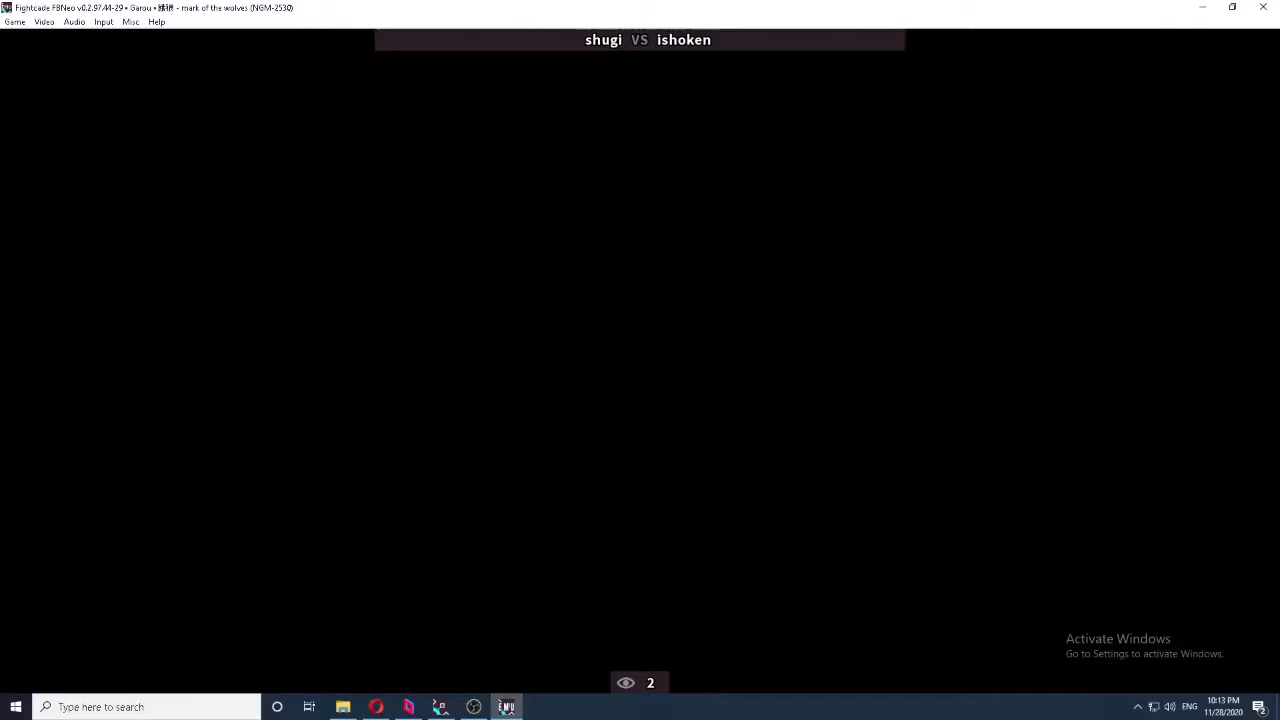 Fightcade FBNeo v0.2.97.44-29 • Garou • 餓狼 - mark of the wolves (NGM-2530)
Game Video Audio Input Misc Help
shugi VS ishoken
Activate Windows
Go to Settings to activate Windows.
2
Type here to search
EMU
ENG
10:13 PM
11/28/2020
2